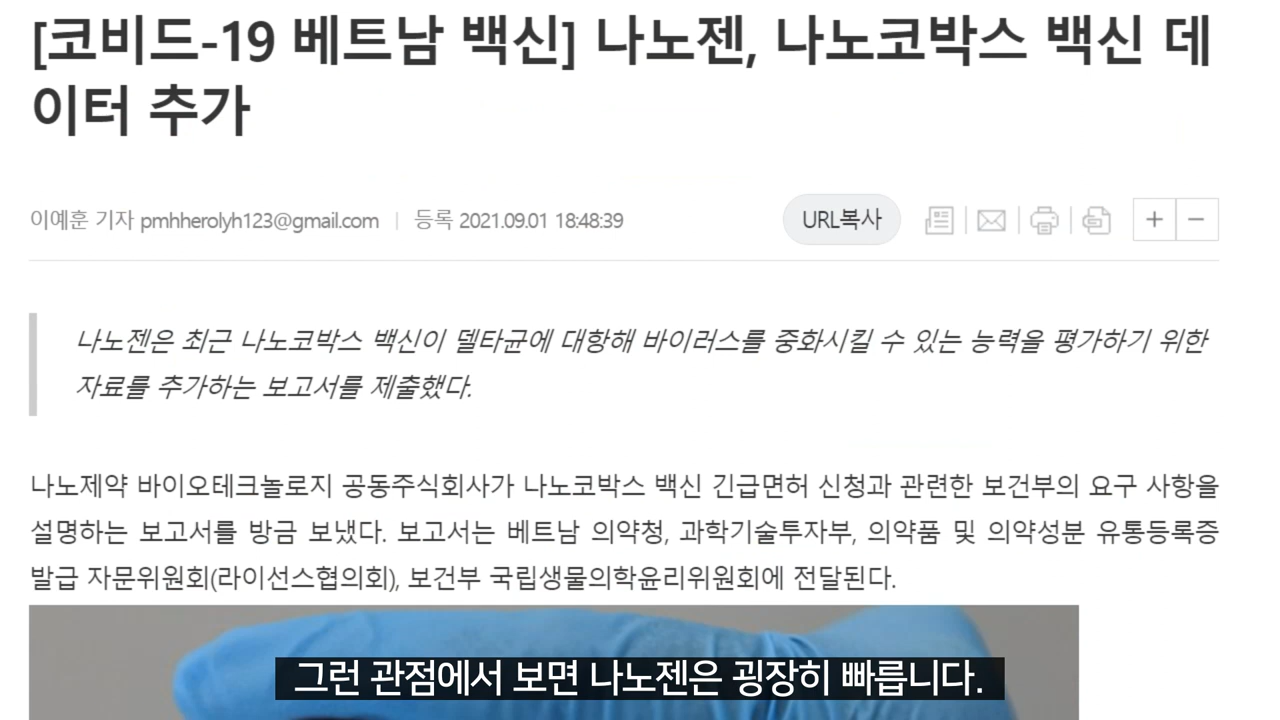 [코비드-19 베트남 백신] 나노젠, 나노코박스 백신 데
이터 추가
이예훈 기자 pmhherolyh123@gmail.com | 등록 2021.09.01 18:48:39
URL복사
+ −
나노젠은 최근 나노코박스 백신이 델타균에 대항해 바이러스를 중화시킬 수 있는 능력을 평가하기 위한
자료를 추가하는 보고서를 제출했다.
나노제약 바이오테크놀로지 공동주식회사가 나노코박스 백신 긴급면허 신청과 관련한 보건부의 요구 사항을
설명하는 보고서를 방금 보냈다. 보고서는 베트남 의약청, 과학기술투자부, 의약품 및 의약성분 유통등록증
발급 자문위원회(라이선스협의회), 보건부 국립생물의학윤리위원회에 전달된다.
그런 관점에서 보면 나노젠은 굉장히 빠릅니다.